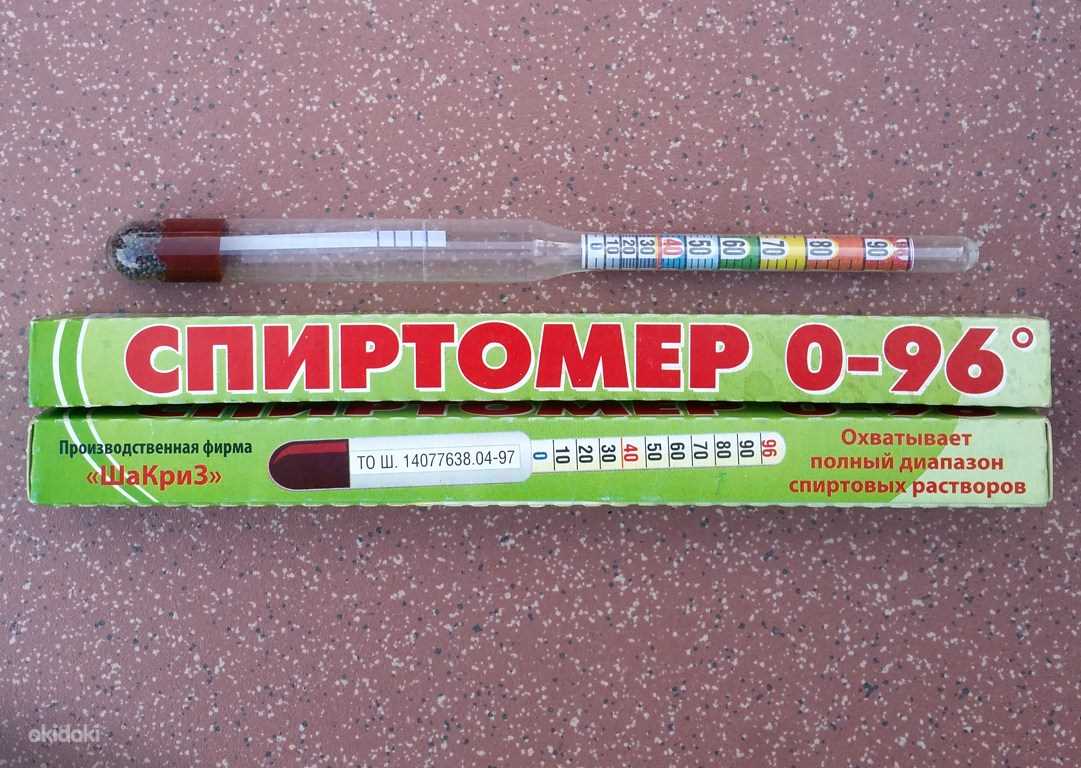 0 10 20 30 40 50 60 70 80 90
СПИРТОМЕР 0-96°
Производственная фирма
«ШаКриЗ»
ТО Ш. 14077638.04-97
0 10 20 30 40 50 60 70 80 90 96
Охватывает
полный диапазон
спиртовых растворов
okidoki